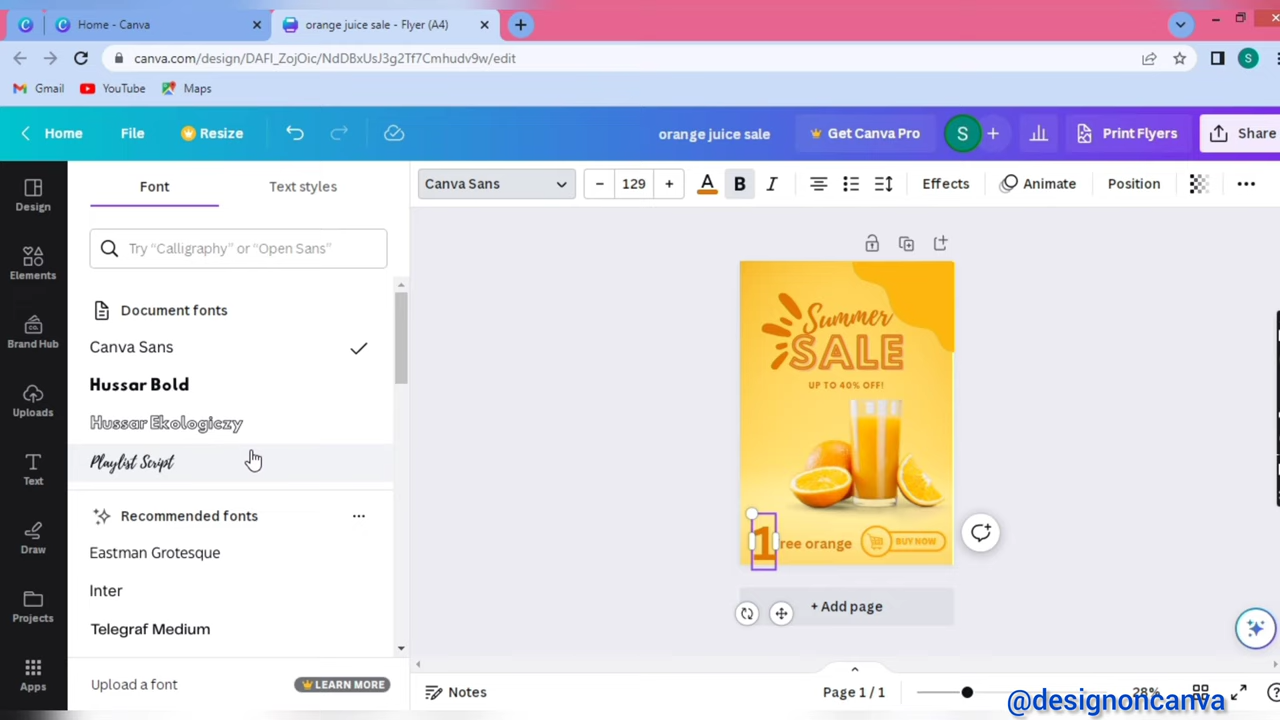 Home - Canva
orange juice sale - Flyer (A4)
canva.com/design/DAFI_ZojOic/NdDBxUsJ3g2Tf7Cmhudv9w/edit
S
Gmail
YouTube
Maps
Home
File
Resize
orange juice sale
Get Canva Pro
S
Print Flyers
Share
Design
Elements
Brand Hub
Uploads
Text
Draw
Projects
Apps
Font
Text styles
Try “Calligraphy” or “Open Sans”
Document fonts
Canva Sans
Hussar Bold
Hussar Ekologiczy
Playlist Script
Recommended fonts
Eastman Grotesque
Inter
Telegraf Medium
Upload a font
LEARN MORE
Canva Sans
129
A
B
I
Effects
Animate
Position
Summer
SALE
UP TO 40% OFF!
1
ree orange
BUY NOW
+ Add page
Notes
Page 1 / 1
28%
@designoncanva